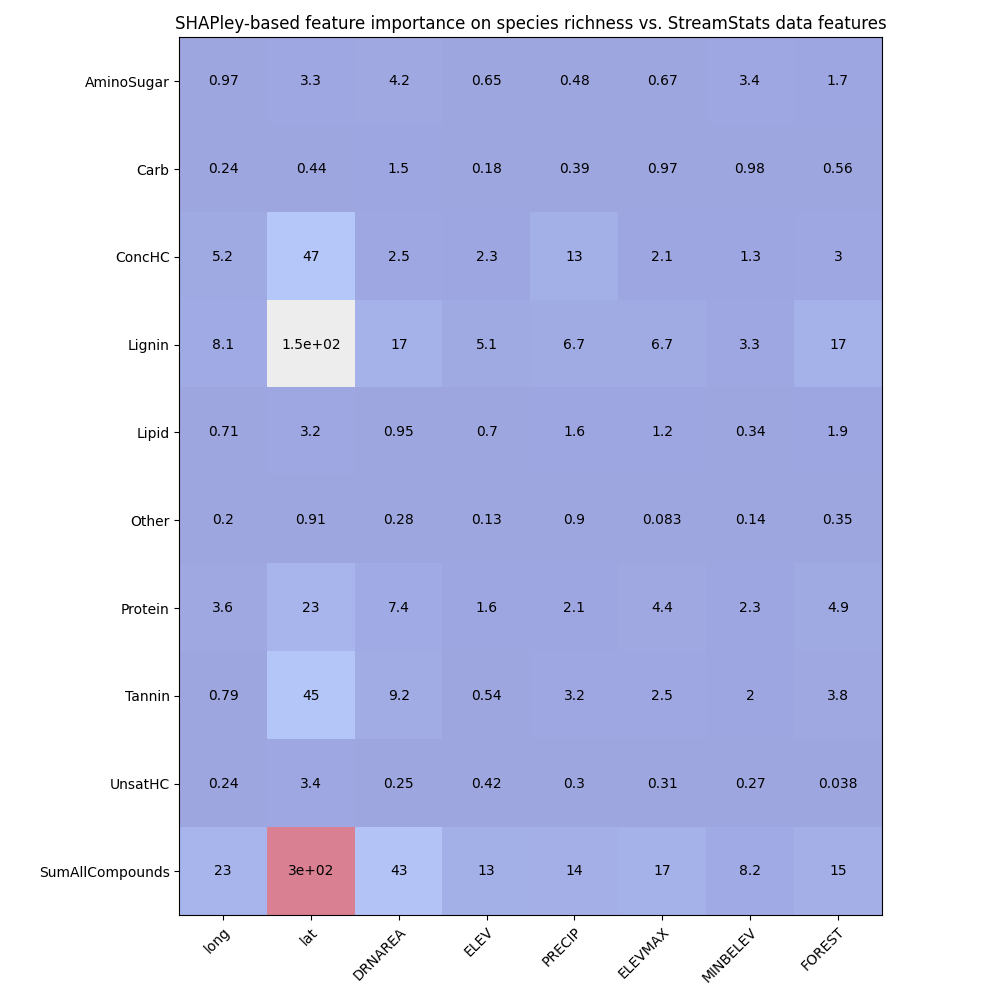 SHAPley-based feature importance on species richness vs. StreamStats data features
AminoSugar 0.97 3.3 4.2 0.65 0.48 0.67 3.4 1.7
Carb 0.24 0.44 1.5 0.18 0.39 0.97 0.98 0.56
ConcHC 5.2 47 2.5 2.3 13 2.1 1.3 3
Lignin 8.1 1.5e+02 17 5.1 6.7 6.7 3.3 17
Lipid 0.71 3.2 0.95 0.7 1.6 1.2 0.34 1.9
Other 0.2 0.91 0.28 0.13 0.9 0.083 0.14 0.35
Protein 3.6 23 7.4 1.6 2.1 4.4 2.3 4.9
Tannin 0.79 45 9.2 0.54 3.2 2.5 2 3.8
UnsatHC 0.24 3.4 0.25 0.42 0.3 0.31 0.27 0.038
SumAllCompounds 23 3e+02 43 13 14 17 8.2 15
long lat DRNAREA ELEV PRECIP ELEVMAX MINBELEV FOREST